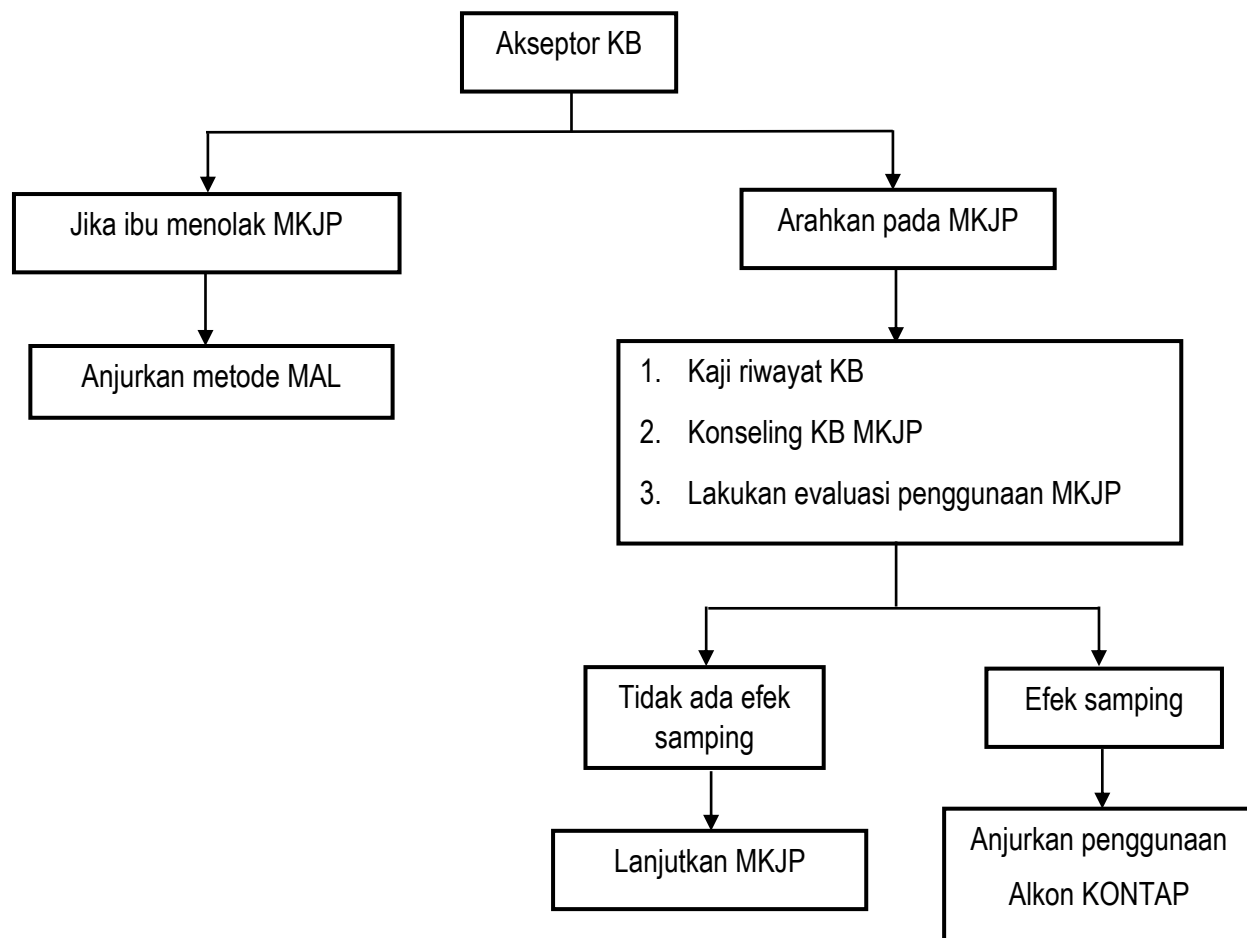 Akseptor KB
Jika ibu menolak MKJP
Arahkan pada MKJP
Anjurkan metode MAL
1. Kaji riwayat KB
2. Konseling KB MKJP
3. Lakukan evaluasi penggunaan MKJP
Tidak ada efek
samping
Efek samping
Lanjutkan MKJP
Anjurkan penggunaan
Alkon KONTAP